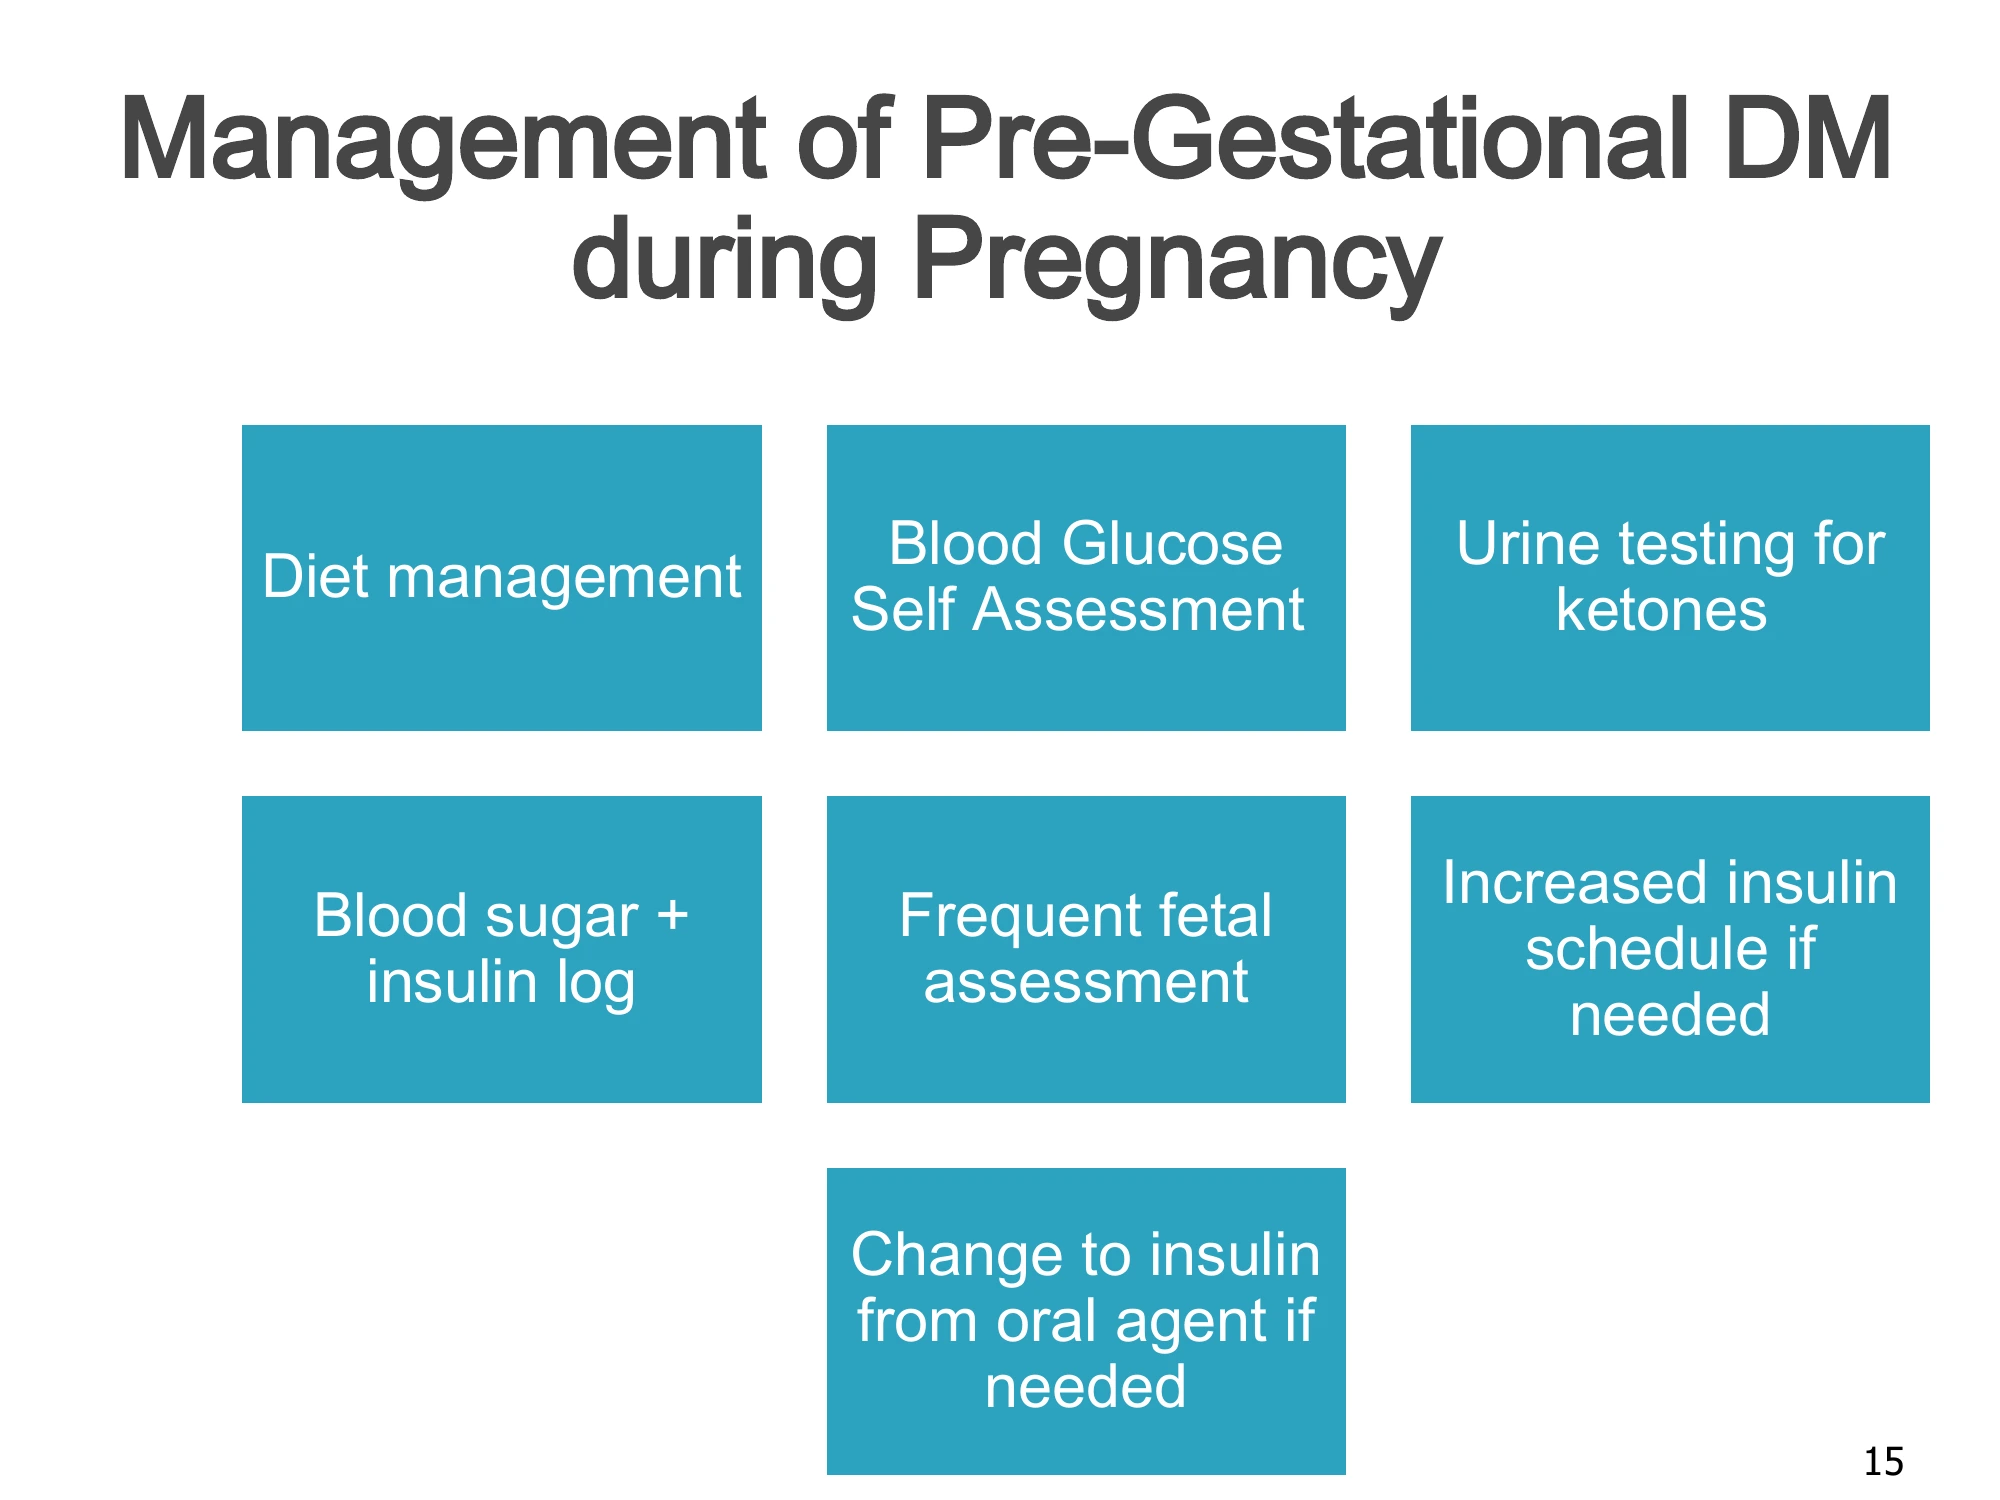 Management of Pre-Gestational DM
during Pregnancy
Diet management
Blood Glucose
Self Assessment
Urine testing for
ketones
Blood sugar +
insulin log
Frequent fetal
assessment
Increased insulin
schedule if
needed
Change to insulin
from oral agent if
needed
15